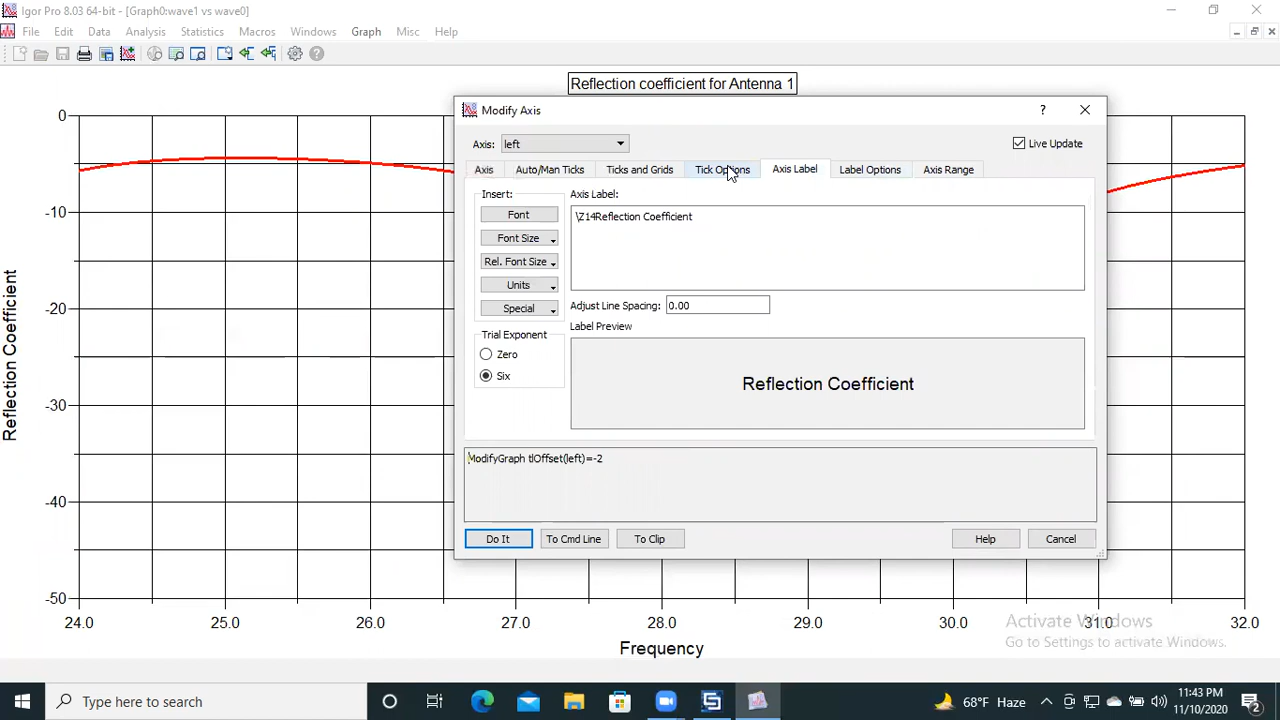 Igor Pro 8.03 64-bit - [Graph0:wave1 vs wave0]
File Edit Data Analysis Statistics Macros Windows Graph Misc Help
Reflection coefficient for Antenna 1
Modify Axis
Axis: left
Live Update
Axis Auto/Man Ticks Ticks and Grids Tick Options Axis Label Label Options Axis Range
Insert:
Font
Font Size
Rel. Font Size
Units
Special
Trial Exponent
Zero
Six
Axis Label:
\Z14Reflection Coefficient
Adjust Line Spacing: 0.00
Label Preview
Reflection Coefficient
ModifyGraph tlOffset(left)=-2
Do It To Cmd Line To Clip Help Cancel
0
-10
-20
-30
-40
-50
Reflection Coefficient
24.0 25.0 26.0 27.0 28.0 29.0 30.0 31.0 32.0
Frequency
Activate Windows
Go to Settings to activate Windows.
Type here to search
68°F Haze
11:43 PM
11/10/2020
2